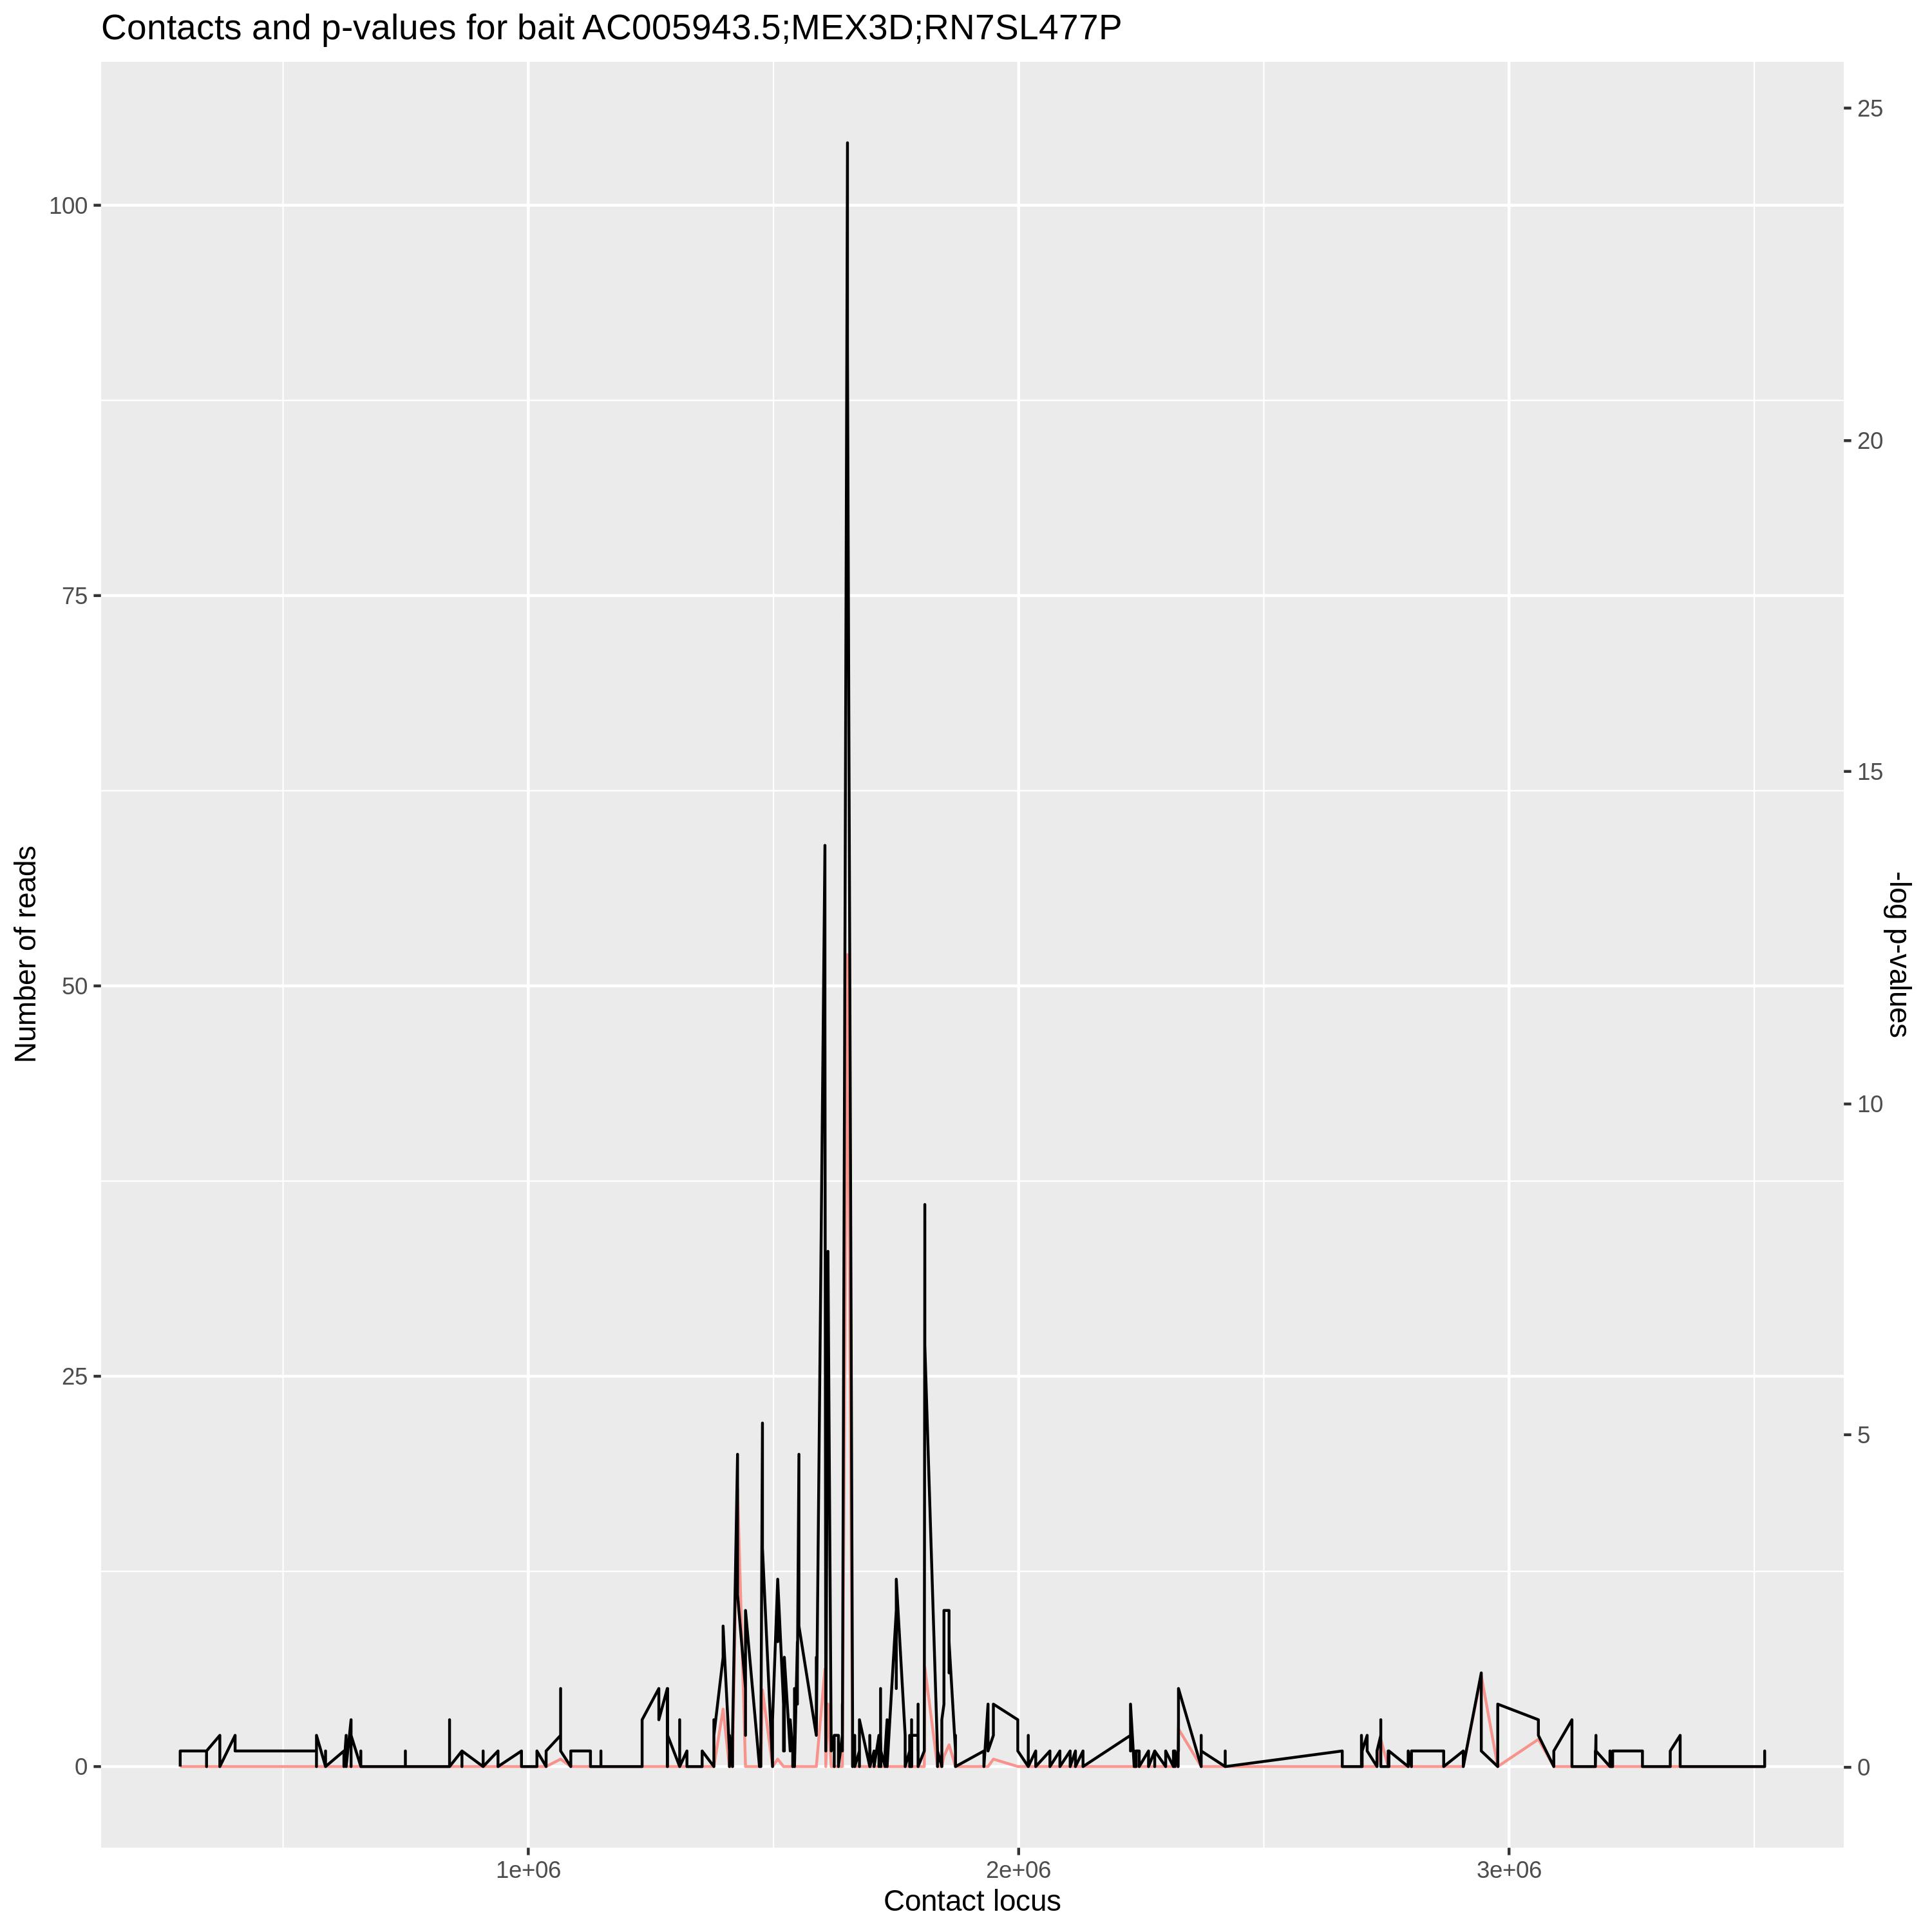 Contacts and p-values for bait AC005943.5;MEX3D;RN7SL477P
100
75
50
25
0
Number of reads
25
20
15
10
5
0
-log p-values
1e+06
2e+06
3e+06
Contact locus